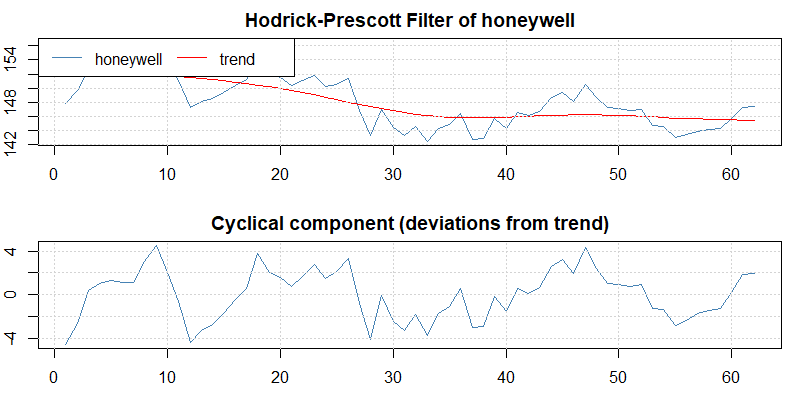 Hodrick-Prescott Filter of honeywell
honeywell trend
154
148
142
0 10 20 30 40 50 60
Cyclical component (deviations from trend)
4
0
-4
0 10 20 30 40 50 60